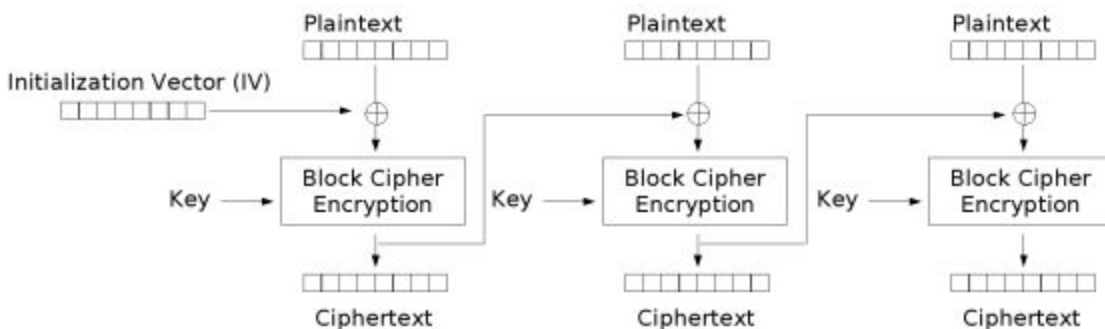 Plaintext
Plaintext
Plaintext
Initialization Vector (IV)
Block Cipher
Encryption
Block Cipher
Encryption
Block Cipher
Encryption
Key
Key
Key
Ciphertext
Ciphertext
Ciphertext